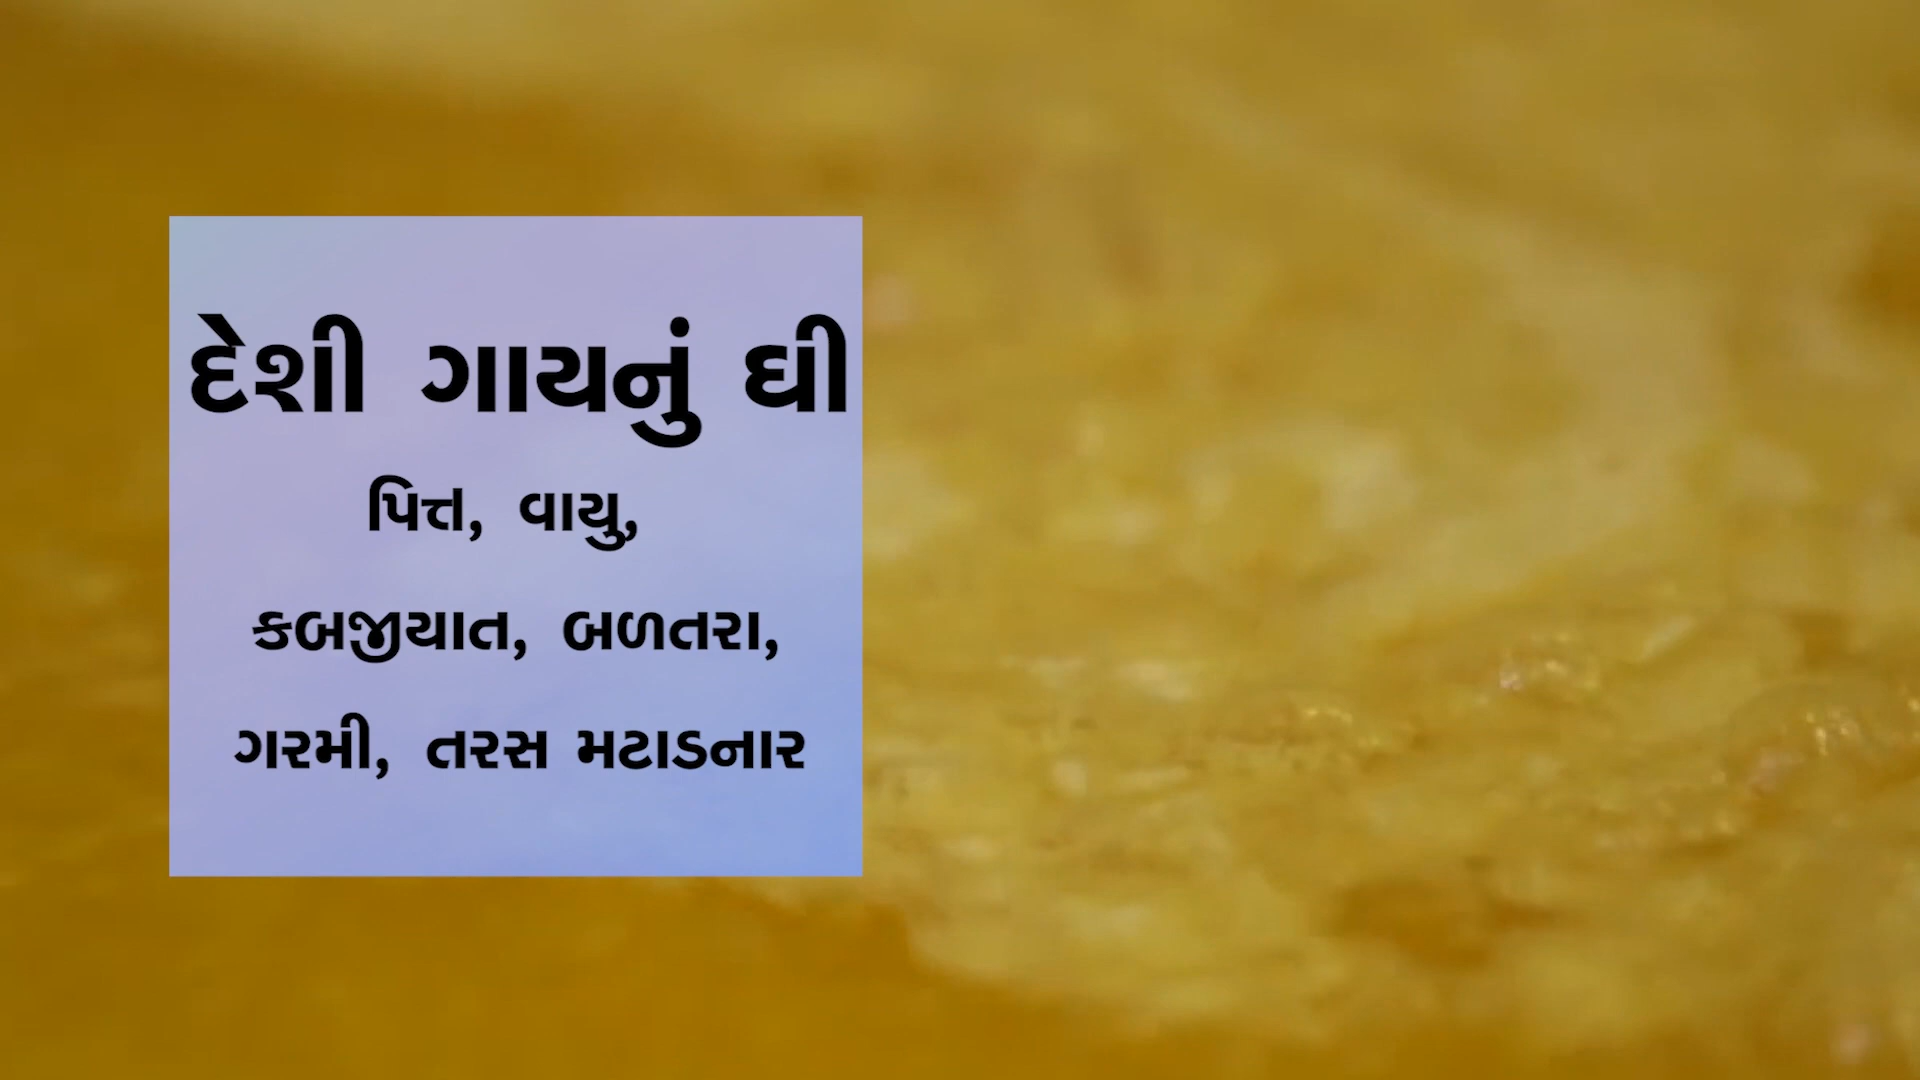 દેશી ગાયનું ઘી
પિત્ત, વાયુ,
કબજીયાત, બળતરા,
ગરમી, તરસ મટાડનાર